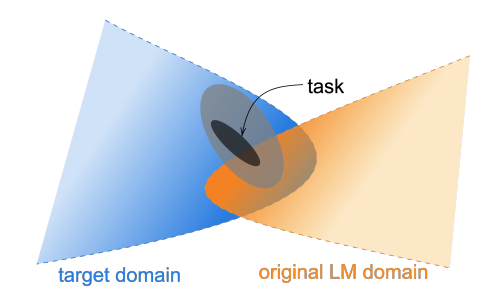 task
target domain
original LM domain